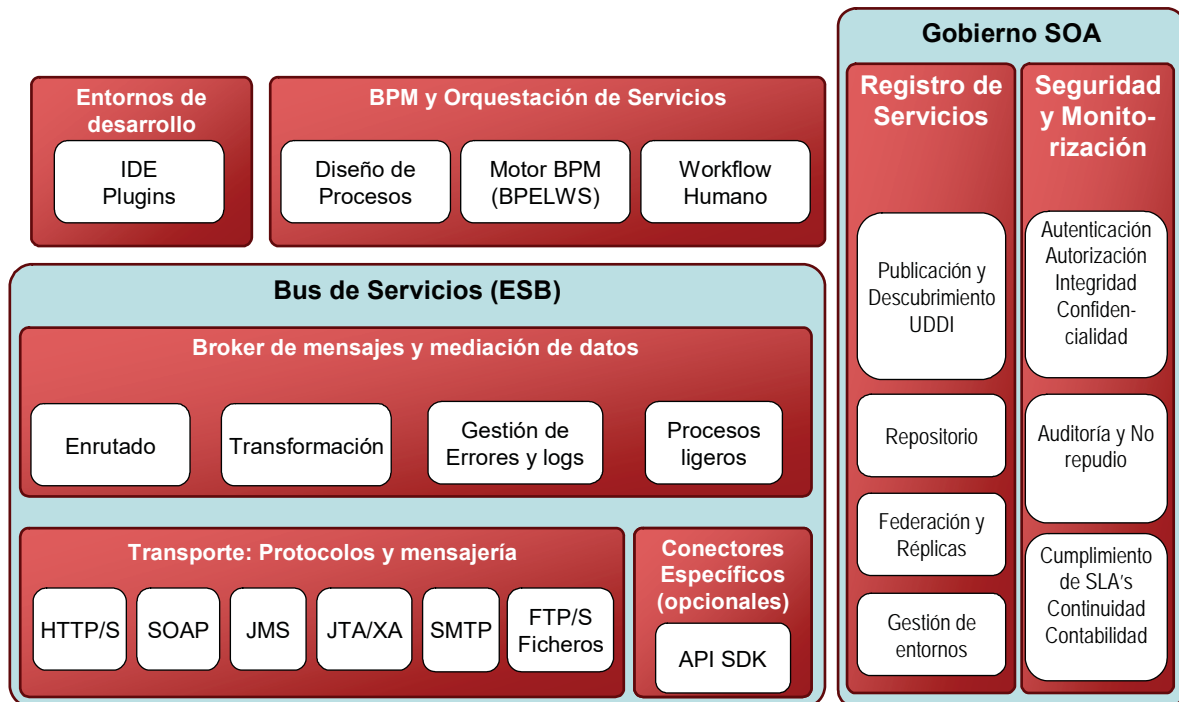 Entornos de
desarrollo
IDE
Plugins
BPM y Orquestación de Servicios
Diseño de
Procesos
Motor BPM
(BPELWS)
Workflow
Humano
Bus de Servicios (ESB)
Broker de mensajes y mediación de datos
Enrutado
Transformación
Gestión de
Errores y logs
Procesos
ligeros
Transporte: Protocolos y mensajería
HTTP/S
SOAP
JMS
JTA/XA
SMTP
FTP/S
Ficheros
Conectores
Específicos
(opcionales)
API SDK
Gobierno SOA
Registro de
Servicios
Publicación y
Descubrimiento
UDDI
Repositorio
Federación y
Réplicas
Gestión de
entornos
Seguridad
y Monito-
rización
Autenticación
Autorización
Integridad
Confiden-
cialidad
Auditoría y No
repudio
Cumplimiento
de SLA’s
Continuidad
Contabilidad